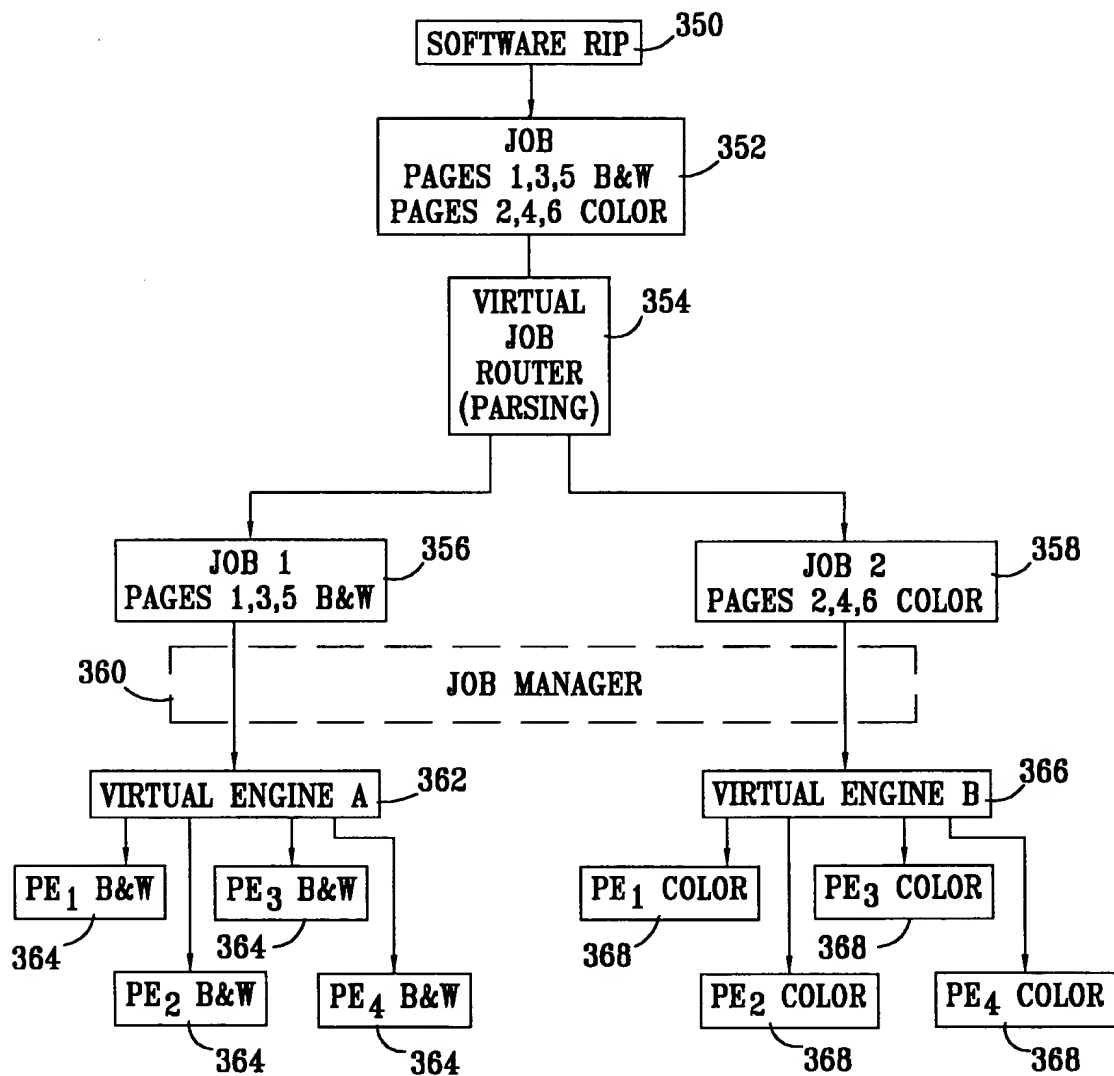 350
SOFTWARE RIP
JOB
PAGES 1,3,5 B&W
PAGES 2,4,6 COLOR
352
VIRTUAL
JOB
ROUTER
(PARSING)
354
JOB 1
PAGES 1,3,5 B&W
356
JOB 2
PAGES 2,4,6 COLOR
358
360
JOB MANAGER
VIRTUAL ENGINE A
362
VIRTUAL ENGINE B
366
PE1 B&W
364
PE3 B&W
364
PE1 COLOR
368
PE3 COLOR
368
PE2 B&W
364
PE4 B&W
364
PE2 COLOR
368
PE4 COLOR
368